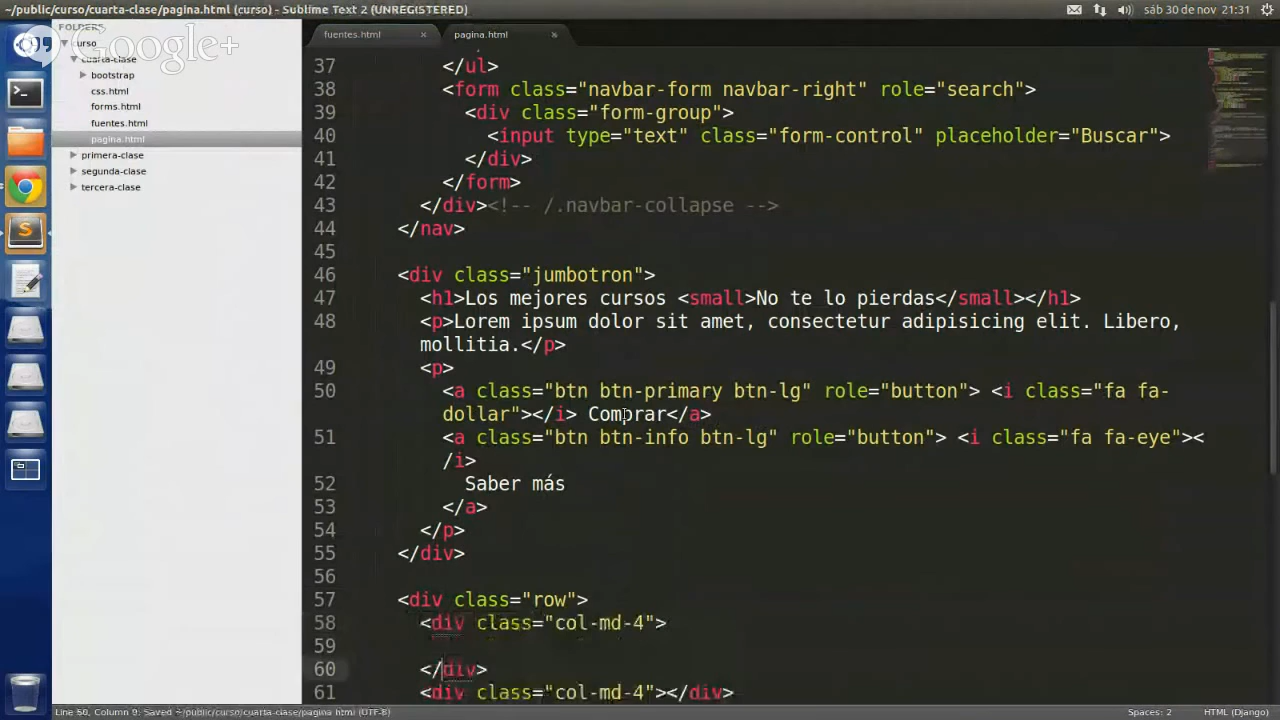 ~/public/curso/cuarta-clase/pagina.html (curso) - Sublime Text 2 (UNREGISTERED)
sáb 30 de nov 21:31
Google+
FOLDERS
curso
cuarta-clase
bootstrap
css.html
forms.html
fuentes.html
pagina.html
primera-clase
segunda-clase
tercera-clase
fuentes.html × pagina.html ×
37 </ul>
38 <form class="navbar-form navbar-right" role="search">
39 <div class="form-group">
40 <input type="text" class="form-control" placeholder="Buscar">
41 </div>
42 </form>
43 </div><!-- /.navbar-collapse -->
44 </nav>
45
46 <div class="jumbotron">
47 <h1>Los mejores cursos <small>No te lo pierdas</small></h1>
48 <p>Lorem ipsum dolor sit amet, consectetur adipisicing elit. Libero,
mollitia.</p>
49 <p>
50 <a class="btn btn-primary btn-lg" role="button"> <i class="fa fa-
dollar"></i> Comprar</a>
51 <a class="btn btn-info btn-lg" role="button"> <i class="fa fa-eye"><
/i>
52 Saber más
53 </a>
54 </p>
55 </div>
56
57 <div class="row">
58 <div class="col-md-4">
59
60 </div>
61 <div class="col-md-4"></div>
Line 50, Column 9: Saved ~/public/curso/cuarta-clase/pagina.html (UTF-8)
Spaces: 2
HTML (Django)